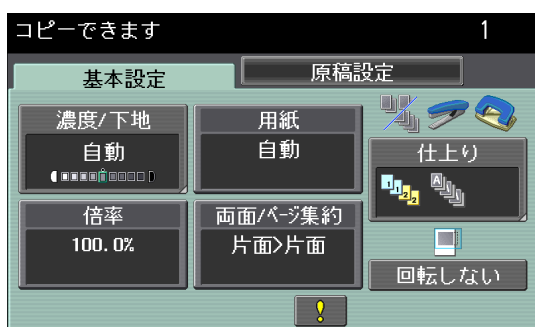 コピーできます 1
基本設定 原稿設定
濃度/下地 用紙
自動 自動 仕上り
倍率 両面/ページ集約
100.0% 片面>片面
回転しない